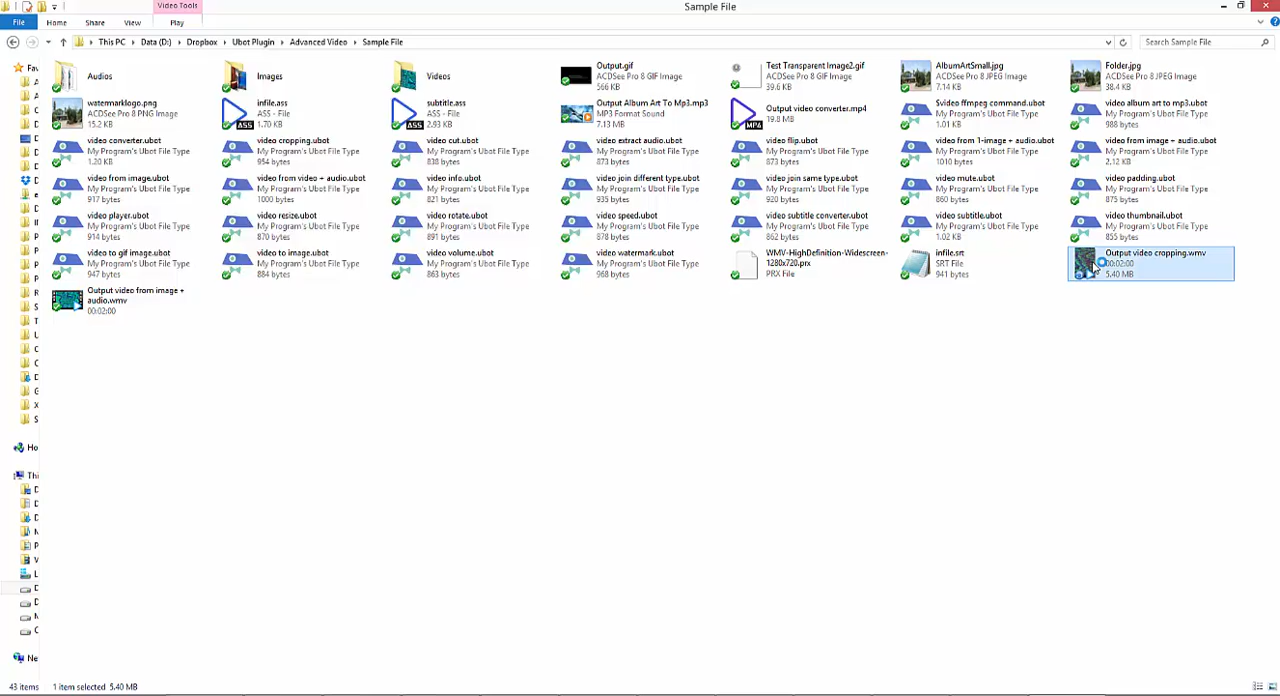 Video Tools
Sample File
File
Home
Share
View
Play
This PC
Data (D:)
Dropbox
Ubot Plugin
Advanced Video
Sample File
Search Sample File
Fav
Audios
Images
Videos
Output.gif
ACDSee Pro 8 GIF Image
566 KB
Test Transparent Image2.gif
ACDSee Pro 8 GIF Image
39.6 KB
AlbumArtSmall.jpg
ACDSee Pro 8 JPEG Image
7.14 KB
Folder.jpg
ACDSee Pro 8 JPEG Image
38.4 KB
watermarklogo.png
ACDSee Pro 8 PNG Image
15.2 KB
infile.ass
ASS - File
1.70 KB
subtitle.ass
ASS - File
2.93 KB
Output Album Art To Mp3.mp3
MP3 Format Sound
7.13 MB
Output video converter.mp4
19.8 MB
$video ffmpeg command.ubot
My Program's Ubot File Type
1.01 KB
video album art to mp3.ubot
My Program's Ubot File Type
988 bytes
video converter.ubot
My Program's Ubot File Type
1.20 KB
video cropping.ubot
My Program's Ubot File Type
954 bytes
video cut.ubot
My Program's Ubot File Type
838 bytes
video extract audio.ubot
My Program's Ubot File Type
873 bytes
video flip.ubot
My Program's Ubot File Type
873 bytes
video from 1-image + audio.ubot
My Program's Ubot File Type
1010 bytes
video from image + audio.ubot
My Program's Ubot File Type
2.12 KB
video from image.ubot
My Program's Ubot File Type
917 bytes
video from video + audio.ubot
My Program's Ubot File Type
1000 bytes
video info.ubot
My Program's Ubot File Type
821 bytes
video join different type.ubot
My Program's Ubot File Type
935 bytes
video join same type.ubot
My Program's Ubot File Type
920 bytes
video mute.ubot
My Program's Ubot File Type
860 bytes
video padding.ubot
My Program's Ubot File Type
875 bytes
video player.ubot
My Program's Ubot File Type
914 bytes
video resize.ubot
My Program's Ubot File Type
870 bytes
video rotate.ubot
My Program's Ubot File Type
891 bytes
video speed.ubot
My Program's Ubot File Type
878 bytes
video subtitle converter.ubot
My Program's Ubot File Type
862 bytes
video subtitle.ubot
My Program's Ubot File Type
1.02 KB
video thumbnail.ubot
My Program's Ubot File Type
855 bytes
video to gif image.ubot
My Program's Ubot File Type
947 bytes
video to image.ubot
My Program's Ubot File Type
884 bytes
video volume.ubot
My Program's Ubot File Type
863 bytes
video watermark.ubot
My Program's Ubot File Type
968 bytes
WMV-HighDefinition-Widescreen-
1280x720.prx
PRX File
infile.srt
SRT File
941 bytes
Output video cropping.wmv
00:02:00
5.40 MB
Output video from image +
audio.wmv
00:02:00
Ho
Thi
Ne
43 items
1 item selected 5.40 MB